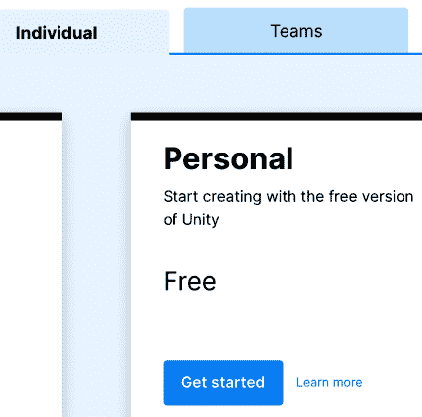 Individual
Teams
Personal
Start creating with the free version
of Unity
Free
Get started
Learn more